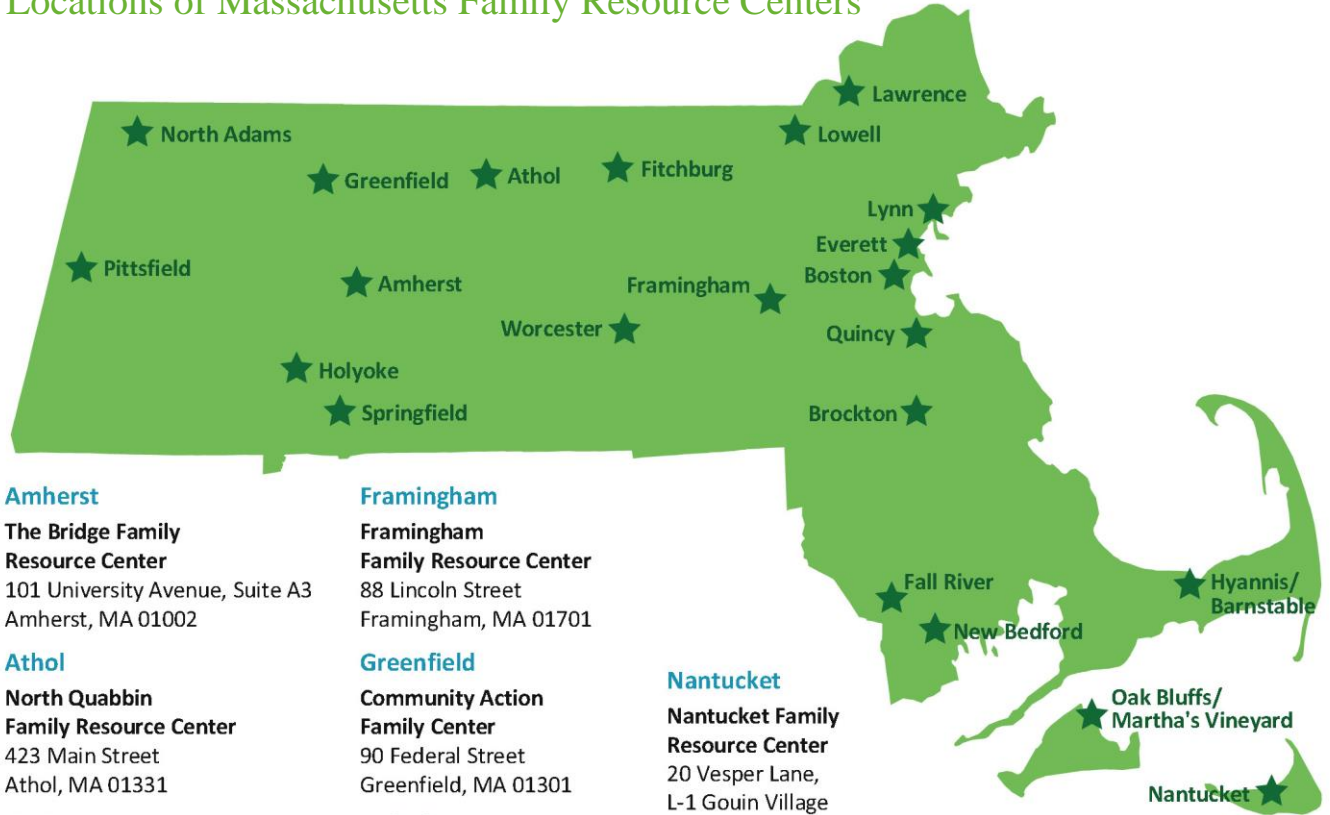 Locations of Massachusetts Family Resource Centers
Lawrence
Lowell
North Adams
Greenfield
Athol
Fitchburg
Lynn
Everett
Boston
Pittsfield
Amherst
Framingham
Worcester
Quincy
Holyoke
Springfield
Brockton
Fall River
New Bedford
Hyannis/
Barnstable
Oak Bluffs/
Martha's Vineyard
Nantucket
Amherst
The Bridge Family
Resource Center
101 University Avenue, Suite A3
Amherst, MA 01002
Athol
North Quabbin
Family Resource Center
423 Main Street
Athol, MA 01331
Framingham
Framingham
Family Resource Center
88 Lincoln Street
Framingham, MA 01701
Greenfield
Community Action
Family Center
90 Federal Street
Greenfield, MA 01301
Nantucket
Nantucket Family
Resource Center
20 Vesper Lane,
L-1 Gouin Village